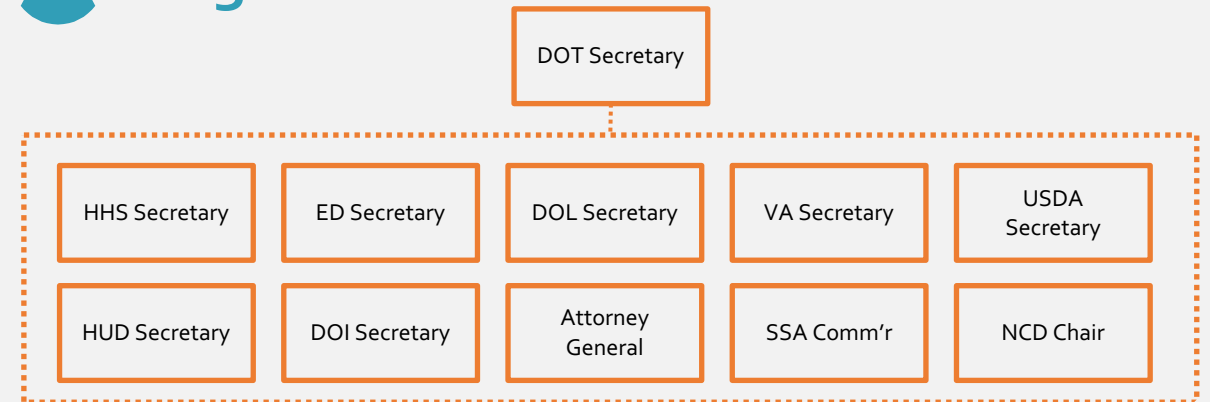 DOT Secretary
HHS Secretary
ED Secretary
DOL Secretary
VA Secretary
USDA
Secretary
HUD Secretary
DOI Secretary
Attorney
General
SSA Comm’r
NCD Chair